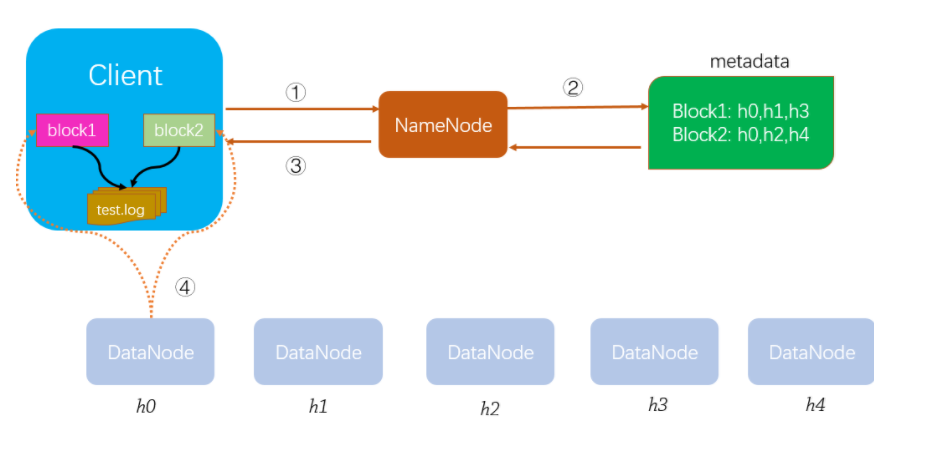 metadata
Client
①
②
Block1: h0,h1,h3
Block2: h0,h2,h4
NameNode
block1
block2
③
test.log
④
DataNode
DataNode
DataNode
DataNode
DataNode
h0
h1
h2
h3
h4